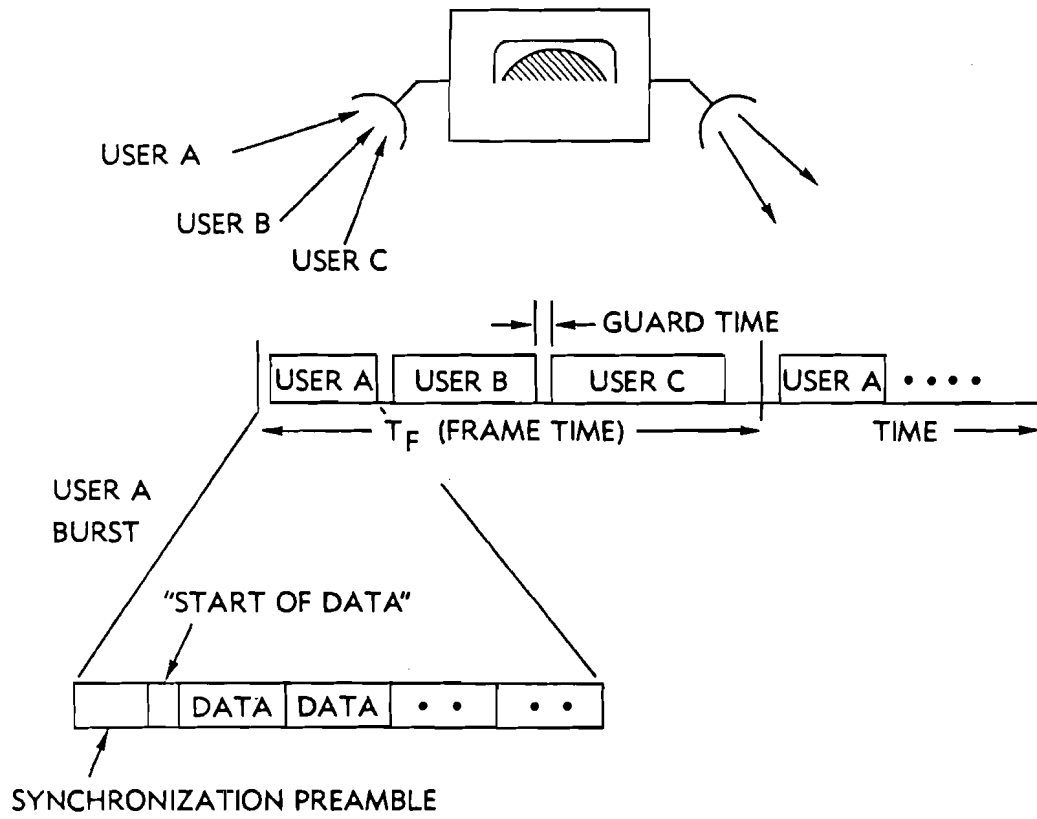 USER A
USER B
USER C
GUARD TIME
USER A USER B USER C USER A • • • •
T_F (FRAME TIME) TIME
USER A
BURST
"START OF DATA"
DATA DATA • • • •
SYNCHRONIZATION PREAMBLE